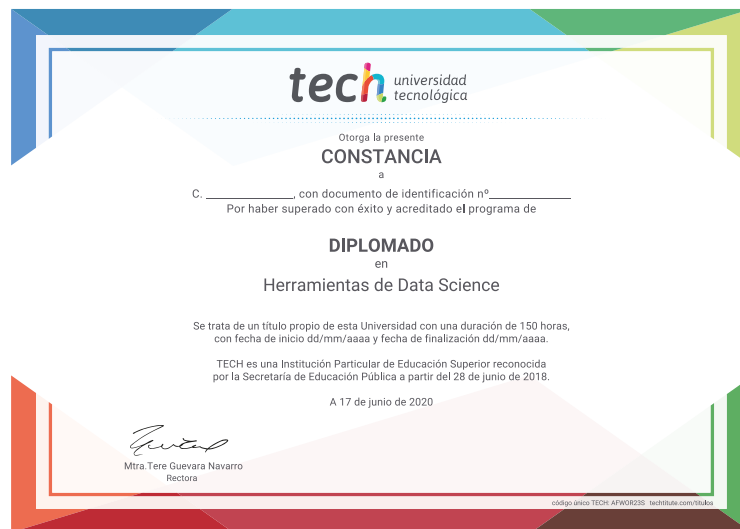 tech universidad
tecnológica
Otorga la presente
CONSTANCIA
a
C. ______________, con documento de identificación nº_____________
Por haber superado con éxito y acreditado el programa de
DIPLOMADO
en
Herramientas de Data Science
Se trata de un título propio de esta Universidad con una duración de 150 horas,
con fecha de inicio dd/mm/aaaa y fecha de finalización dd/mm/aaaa.
TECH es una Institución Particular de Educación Superior reconocida
por la Secretaría de Educación Pública a partir del 28 de junio de 2018.
A 17 de junio de 2020
Mtra.Tere Guevara Navarro
Rectora
código único TECH: AFWOR23S techtitute.com/titulos